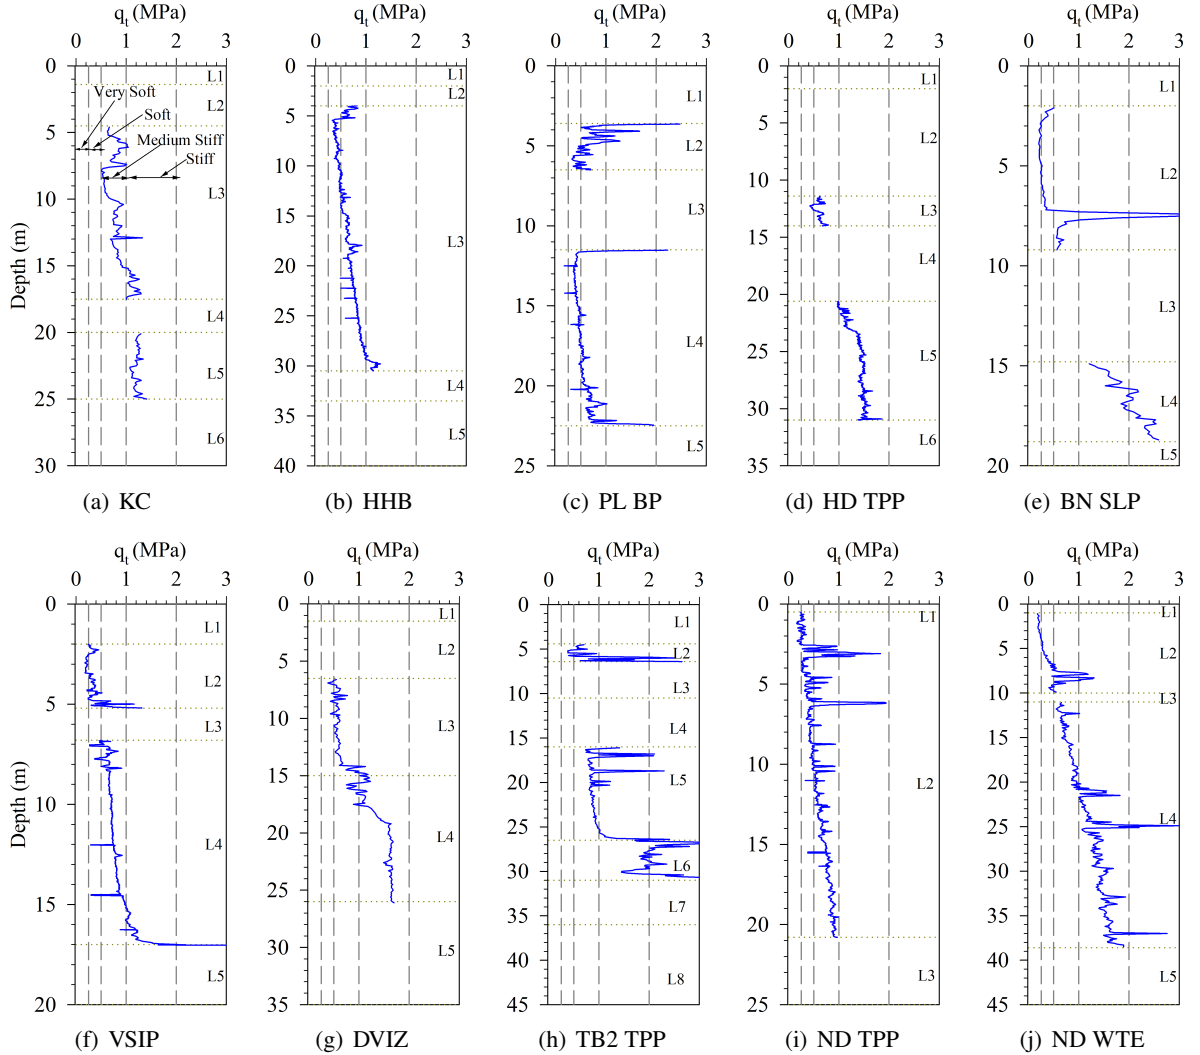 q_t (MPa) q_t (MPa) q_t (MPa) q_t (MPa) q_t (MPa)
0 1 2 3 0 1 2 3 0 1 2 3 0 1 2 3 0 1 2 3
Depth (m)
0 5 10 15 20 25 30
L1
Very Soft
L2
Soft
Medium Stiff
Stiff
L3
L4
L5
L6
0 5 10 15 20 25 30 35 40
L1
L2
L3
L4
L5
0 5 10 15 20 25
L1
L2
L3
L4
L5
0 5 10 15 20 25 30 35
L1
L2
L3
L4
L5
L6
0 5 10 15 20
L1
L2
L3
L4
L5
(a) KC (b) HHB (c) PL BP (d) HD TPP (e) BN SLP
q_t (MPa) q_t (MPa) q_t (MPa) q_t (MPa) q_t (MPa)
0 1 2 3 0 1 2 3 0 1 2 3 0 1 2 3 0 1 2 3
Depth (m)
0 5 10 15 20
L1
L2
L3
L4
L5
0 5 10 15 20 25 30 35
L1
L2
L3
L4
L5
0 5 10 15 20 25 30 35 40 45
L1
L2
L3
L4
L5
L6
L7
L8
0 5 10 15 20 25
L1
L2
L3
0 5 10 15 20 25 30 35 40 45
L1
L2
L3
L4
L5
(f) VSIP (g) DVIZ (h) TB2 TPP (i) ND TPP (j) ND WTE